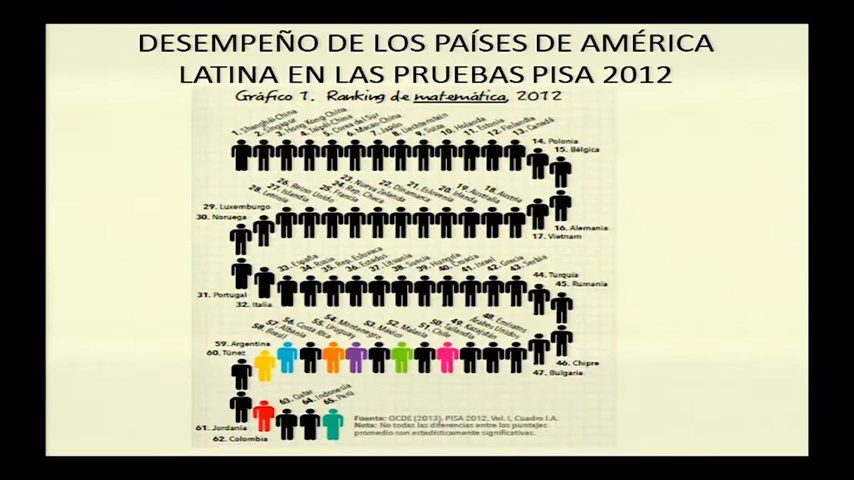 DESEMPEÑO DE LOS PAÍSES DE AMÉRICA
LATINA EN LAS PRUEBAS PISA 2012
Gráfico 1. Ranking de matemática, 2012
1. Shanghái-China
2. Singapur
3. Hong Kong-China
4. Taipéi-China
5. Corea del Sur
6. Macao-China
7. Japón
8. Liechtenstein
9. Suiza
10. Holanda
11. Estonia
12. Finlandia
13. Canadá
14. Polonia
15. Bélgica
16. Alemania
17. Vietnam
18. Austria
19. Australia
20. Irlanda
21. Eslovenia
22. Dinamarca
23. Nueva Zelanda
24. Rep. Checa
25. Francia
26. Reino Unido
27. Islandia
28. Letonia
29. Luxemburgo
30. Noruega
31. Portugal
32. Italia
33. España
34. Rusia
35. Rep. Eslovaca
36. Estados
37. Lituania
38. Suecia
39. Hungría
40. Croacia
41. Israel
42. Grecia
43. Serbia
44. Turquía
45. Rumania
46. Chipre
47. Bulgaria
48. Emiratos
Árabes Unidos
49. Kazajstán
50. Tailandia
51. Chile
52. Malasia
53. México
54. Montenegro
55. Uruguay
56. Costa Rica
57. Albania
58. Brasil
59. Argentina
60. Túnez
61. Jordania
62. Colombia
63. Qatar
64. Indonesia
65. Perú
Fuente: OCDE (2013). PISA 2012, Vol. I, Cuadro I.A.
Nota: No todas las diferencias entre los puntajes
promedio son estadísticamente significativas.